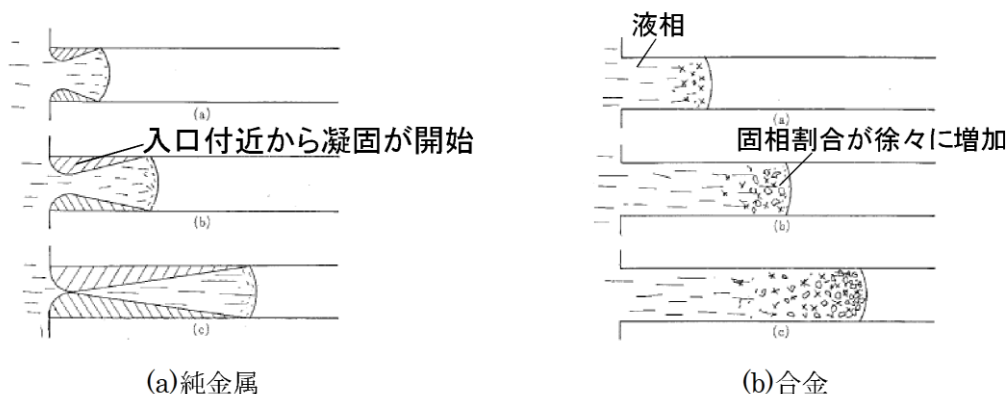 (a)
入口付近から凝固が開始
(b)
(c)
(a)純金属
液相
(a)
固相割合が徐々に増加
(b)
(c)
(b)合金